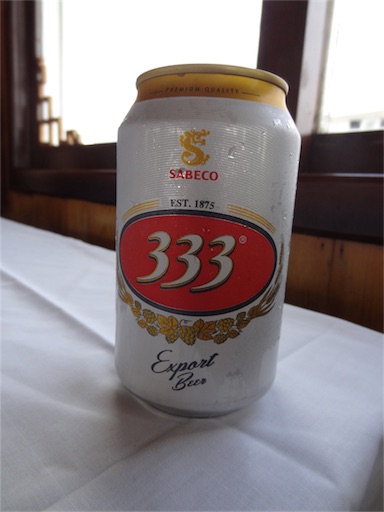 PREMIUM QUALITY
SABECO
EST. 1875
333®
Export
Beer